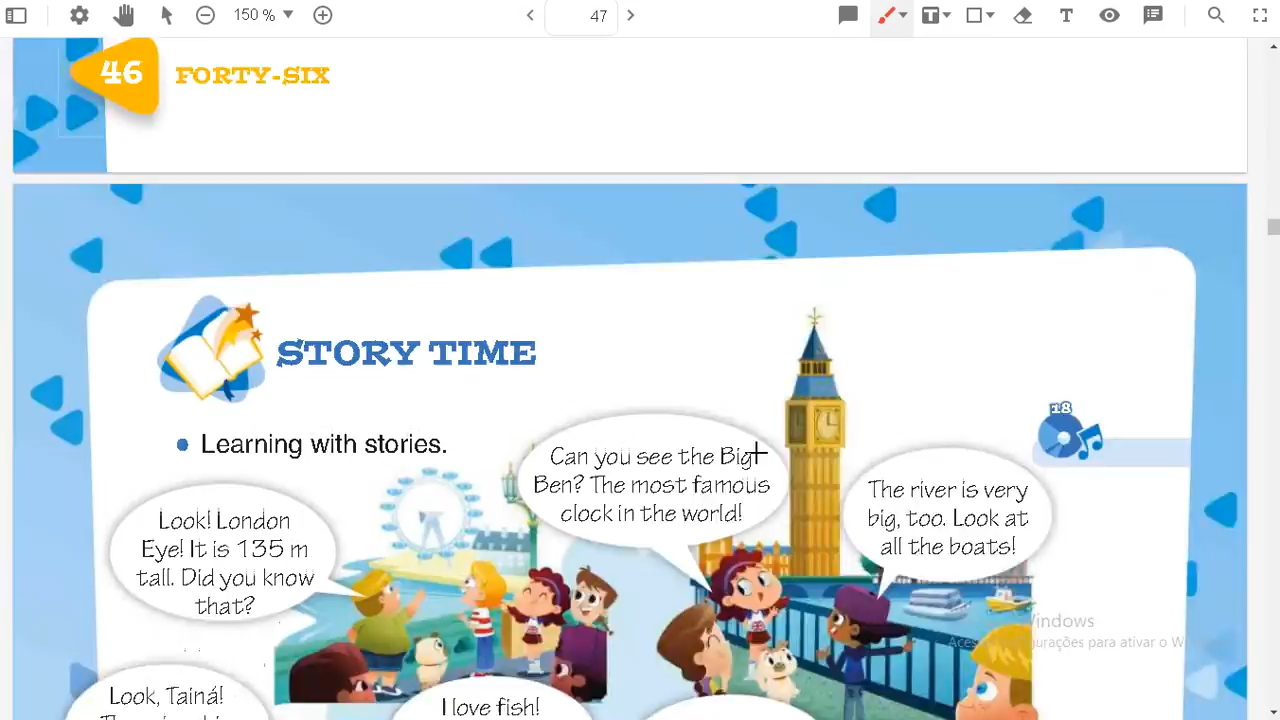 150 %
47
46 FORTY-SIX
STORY TIME
18
Learning with stories.
Can you see the Big
Ben? The most famous
clock in the world!
The river is very
big, too. Look at
all the boats!
Look! London
Eye! It is 135 m
tall. Did you know
that?
Look, Tainá!
I love fish!